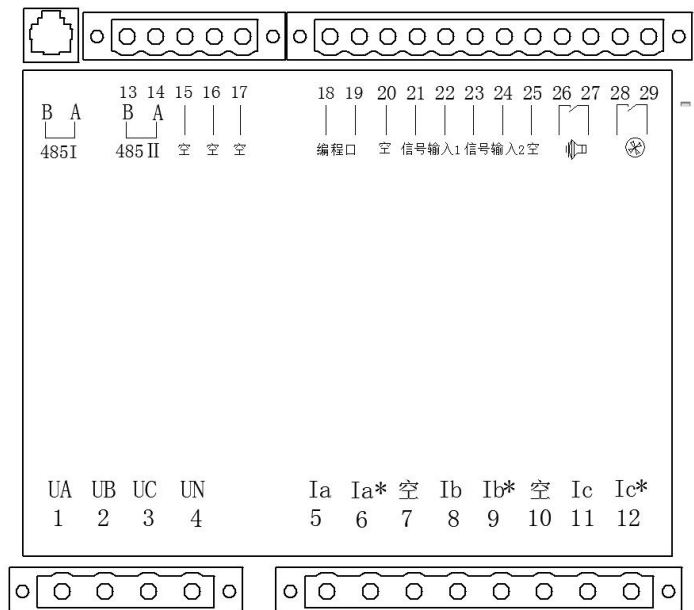 13 14 15 16 17 18 19 20 21 22 23 24 25 26 27 28 29
B A B A
485I 485Ⅱ 空 空 空 编程口 空 信号输入1 信号输入2 空
UA UB UC UN Ia Ia* 空 Ib Ib* 空 Ic Ic*
1 2 3 4 5 6 7 8 9 10 11 12